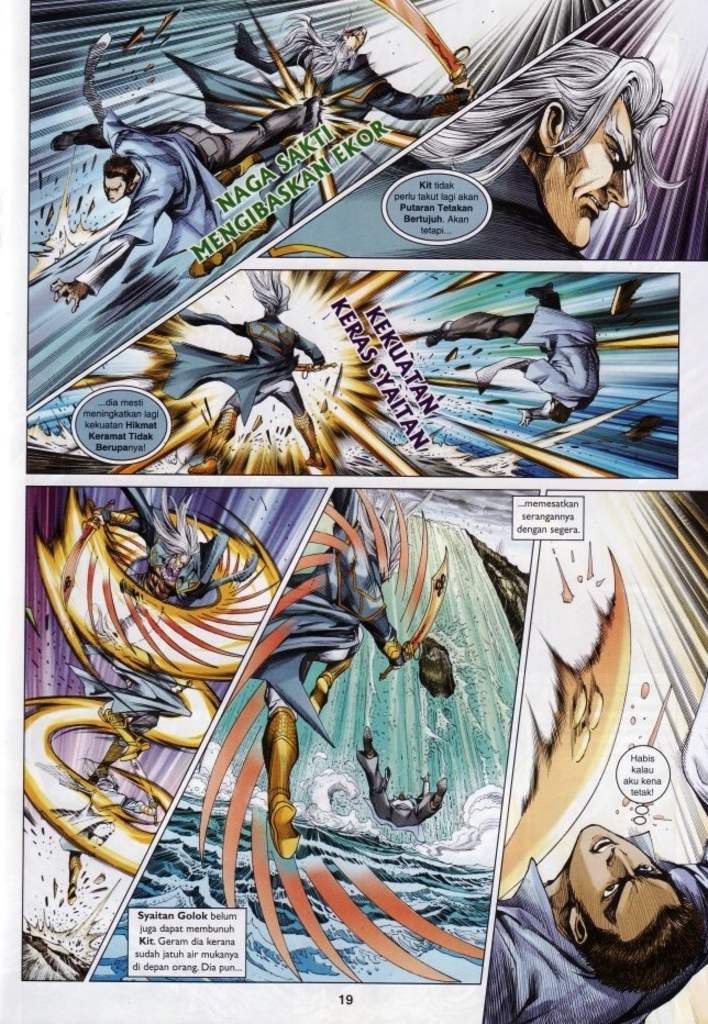 NAGA SAKTI
MENGIBASKAN EKOR
Kit tidak
perlu takut lagi akan
Putaran Tetakan
Bertujuh. Akan
tetapi...
KEKUATAN
KERAS SYAITAN
...dia mesti
meningkatkan lagi
kekuatan Hikmat
Keramat Tidak
Berupanya!
Syaitan Golok belum
juga dapat membunuh
Kit. Geram dia kerana
sudah jatuh air mukanya
di depan orang. Dia pun...
...memesatkan
serangannya
dengan segera.
Habis
kalau
aku kena
tetak!
19